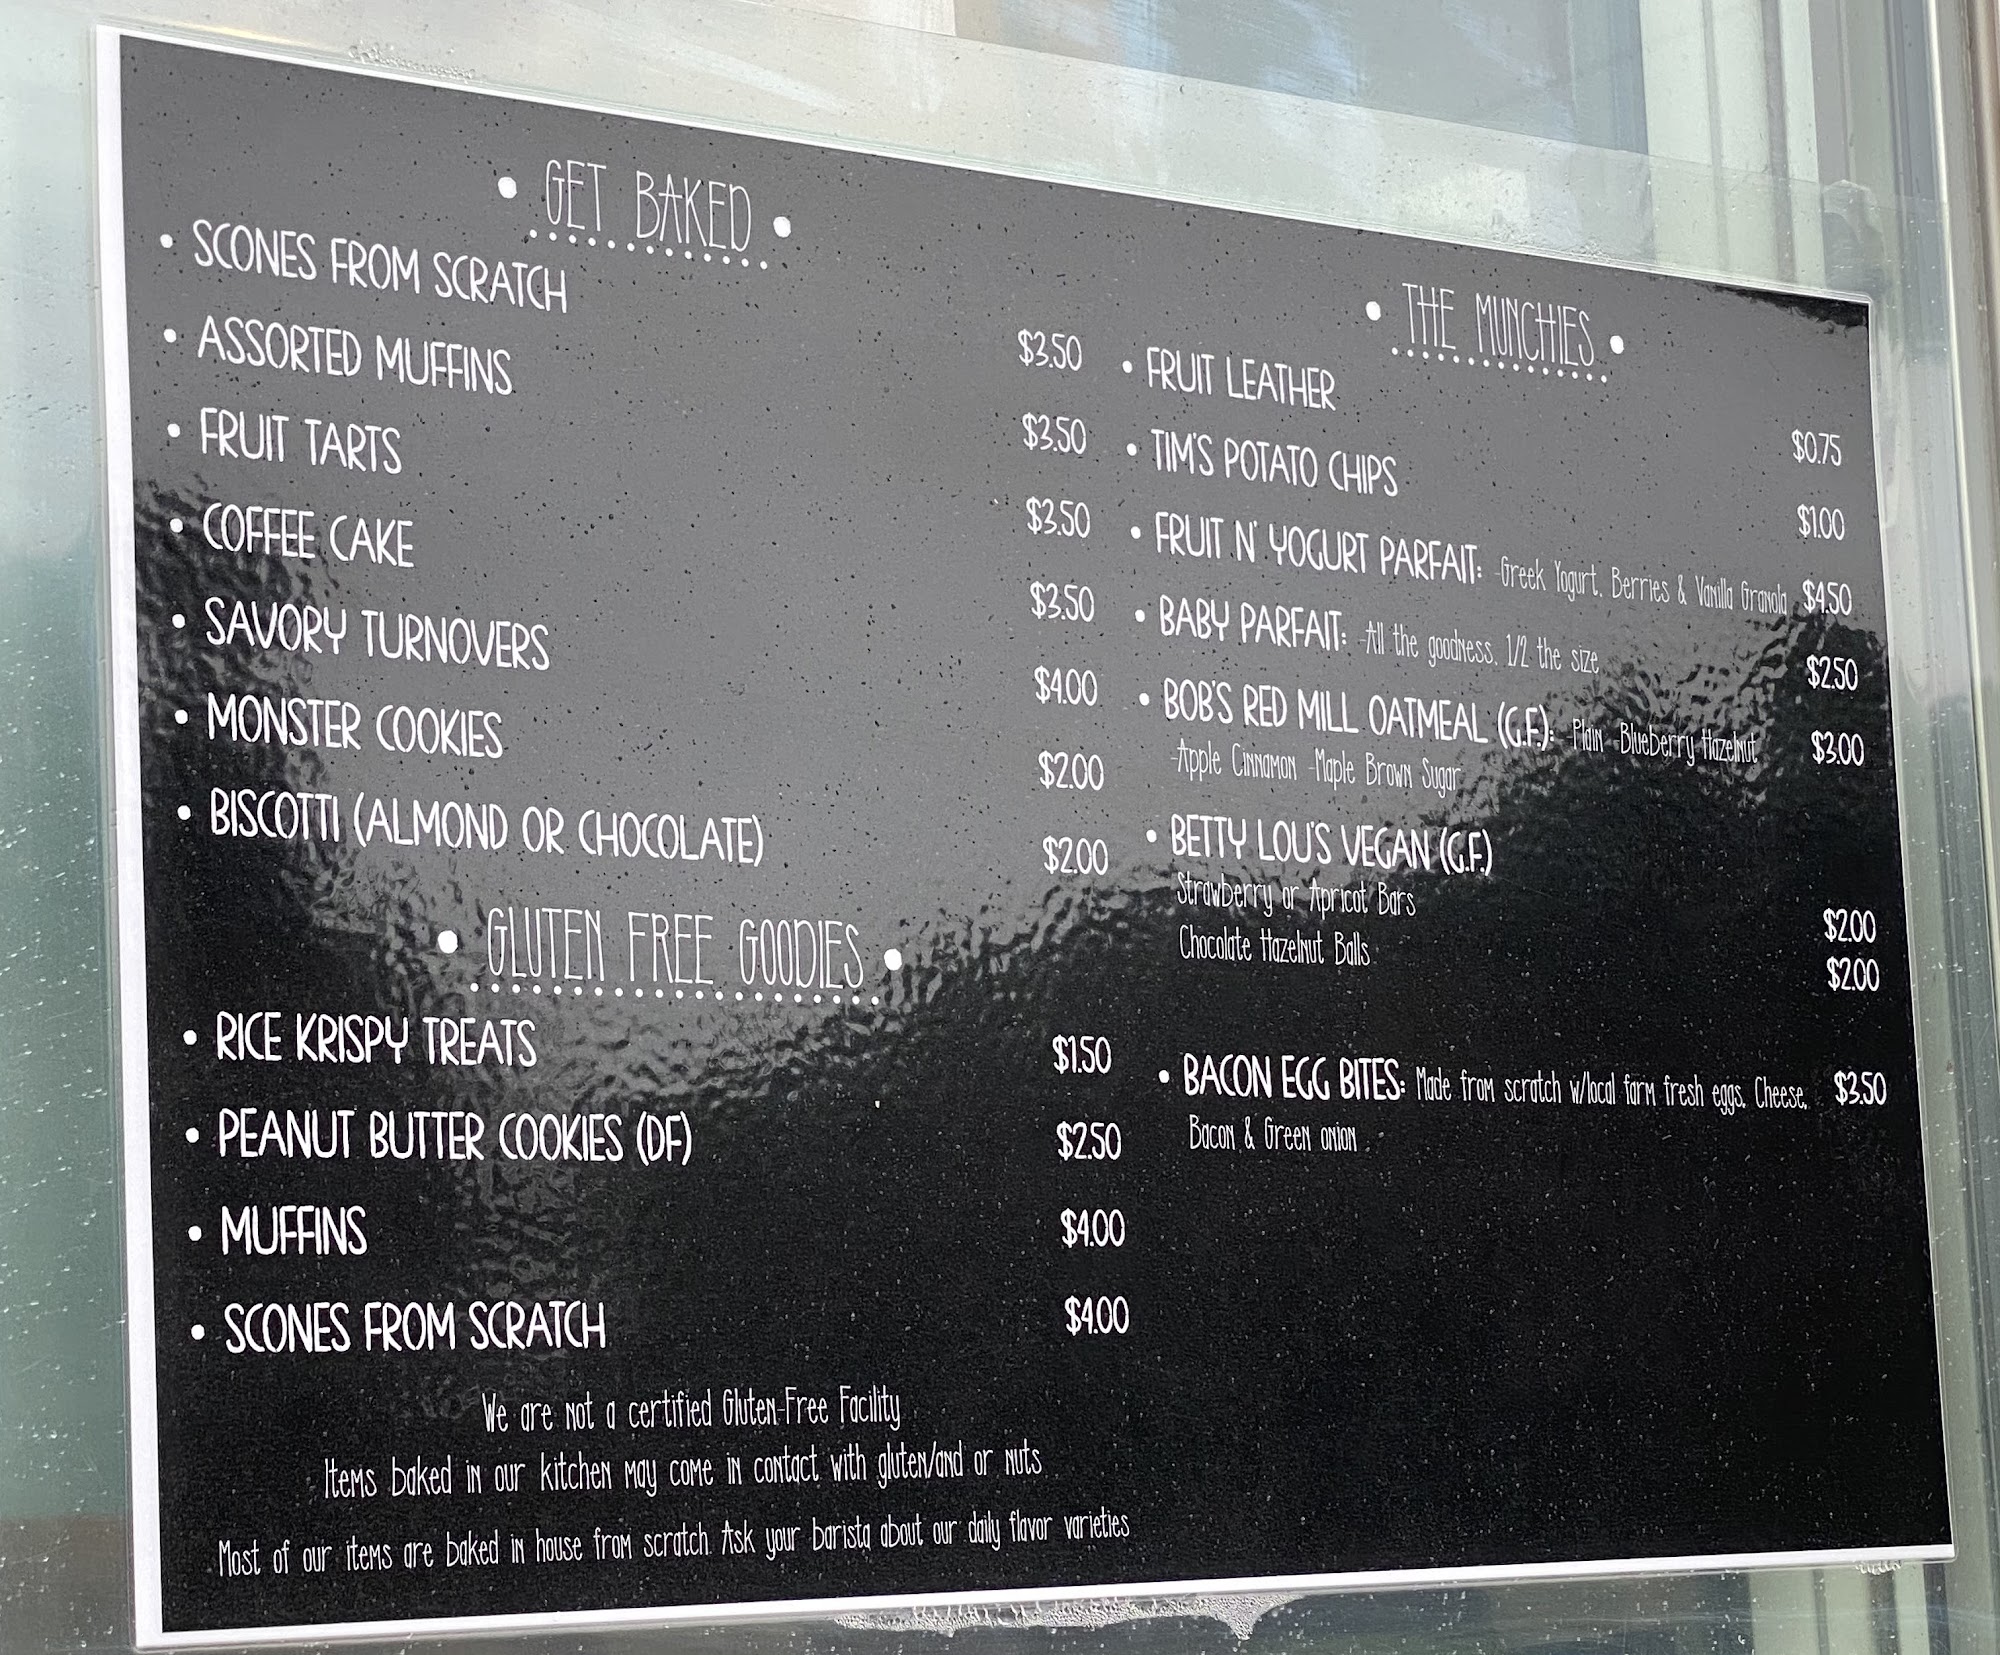 • GET BAKED •
• SCONES FROM SCRATCH $3.50
• ASSORTED MUFFINS $3.50
• FRUIT TARTS $3.50
• COFFEE CAKE $3.50
• SAVORY TURNOVERS $4.00
• MONSTER COOKIES $2.00
• BISCOTTI (ALMOND OR CHOCOLATE) $2.00
• GLUTEN FREE GOODIES •
• RICE KRISPY TREATS $1.50
• PEANUT BUTTER COOKIES (DF) $2.50
• MUFFINS $4.00
• SCONES FROM SCRATCH $4.00
We are not a certified Gluten-Free Facility
Items baked in our kitchen may come in contact with gluten/and or nuts
Most of our items are baked in house from scratch. Ask your barista about our daily flavor varieties
• THE MUNCHIES •
• FRUIT LEATHER $0.75
• TIM'S POTATO CHIPS $1.00
• FRUIT N' YOGURT PARFAIT: -Greek Yogurt, Berries & Vanilla Granola $4.50
• BABY PARFAIT: -All the goodness, 1/2 the size $2.50
• BOB'S RED MILL OATMEAL (G.F.): Plain -Blueberry Hazelnut $3.00
-Apple Cinnamon -Maple Brown Sugar
• BETTY LOU'S VEGAN (G.F.)
Strawberry or Apricot Bars $2.00
Chocolate Hazelnut Balls $2.00
• BACON EGG BITES: Made from scratch w/local farm fresh eggs, Cheese, $3.50
Bacon & Green onion